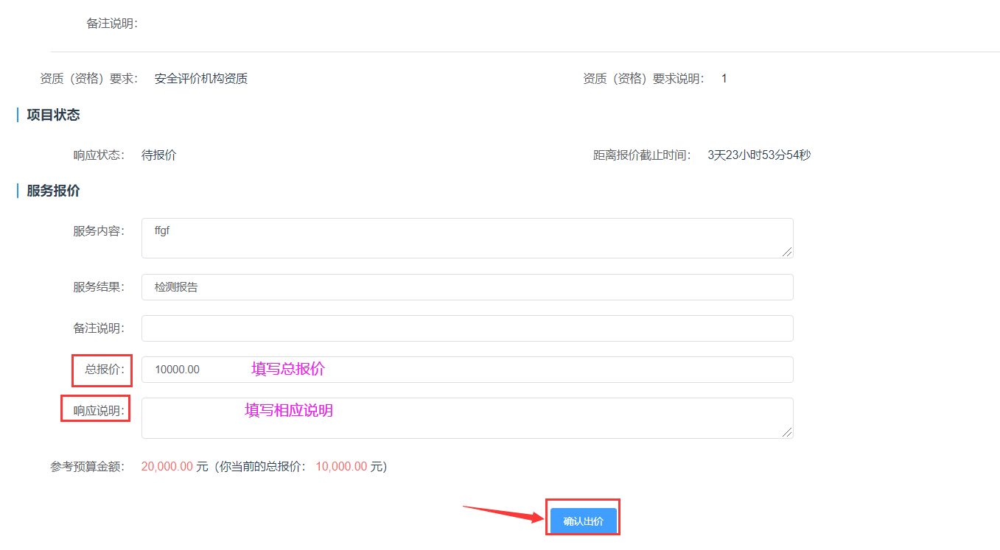 备注说明：
资质（资格）要求： 安全评价机构资质 资质（资格）要求说明： 1
项目状态
响应状态： 待报价 距离报价截止时间： 3天23小时53分54秒
服务报价
服务内容： ffgf
服务结果： 检测报告
备注说明：
总报价： 10000.00 填写总报价
响应说明： 填写相应说明
参考预算金额： 20,000.00 元（你当前的总报价： 10,000.00 元）
确认出价